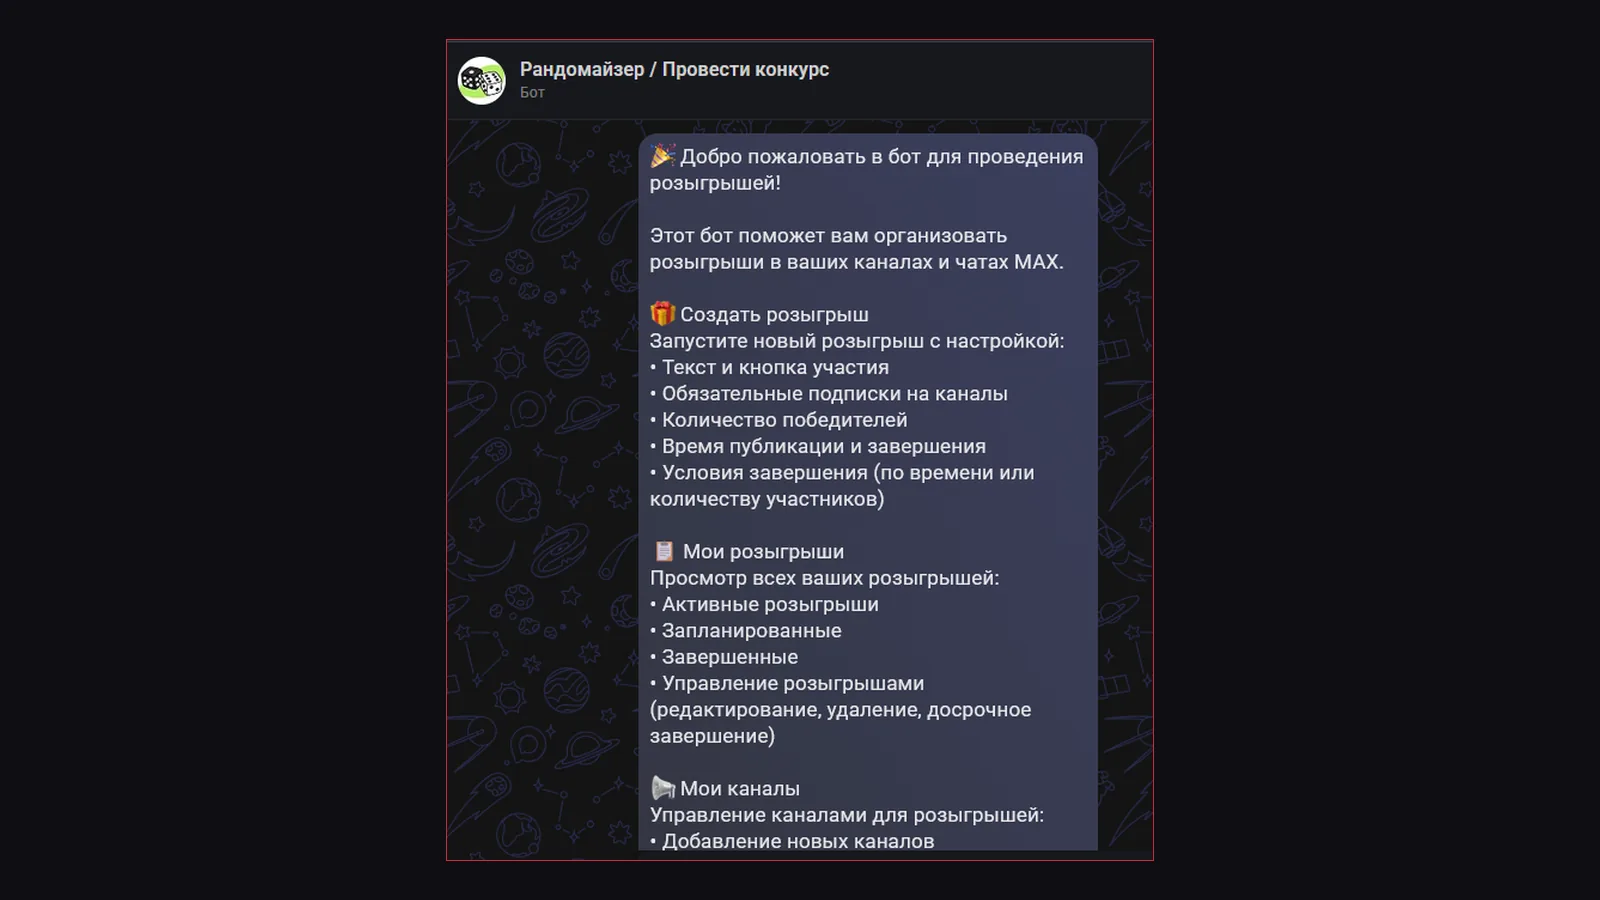 Рандомайзер / Провести конкурс
Бот
🎉 Добро пожаловать в бот для проведения
розыгрышей!
Этот бот поможет вам организовать
розыгрыши в ваших каналах и чатах MAX.
🎁 Создать розыгрыш
Запустите новый розыгрыш с настройкой:
• Текст и кнопка участия
• Обязательные подписки на каналы
• Количество победителей
• Время публикации и завершения
• Условия завершения (по времени или
количеству участников)
📋 Мои розыгрыши
Просмотр всех ваших розыгрышей:
• Активные розыгрыши
• Запланированные
• Завершенные
• Управление розыгрышами
(редактирование, удаление, досрочное
завершение)
📢 Мои каналы
Управление каналами для розыгрышей:
• Добавление новых каналов